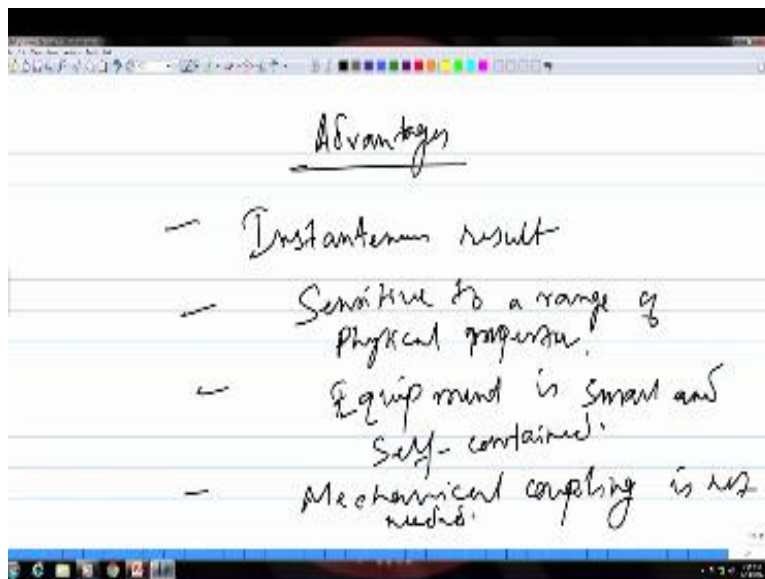 Advantages
- Instantenus result
- Sensitive to a range of
physical properties.
- Equipment is small and
self-contained.
- Mechanical coupling is not
needed.